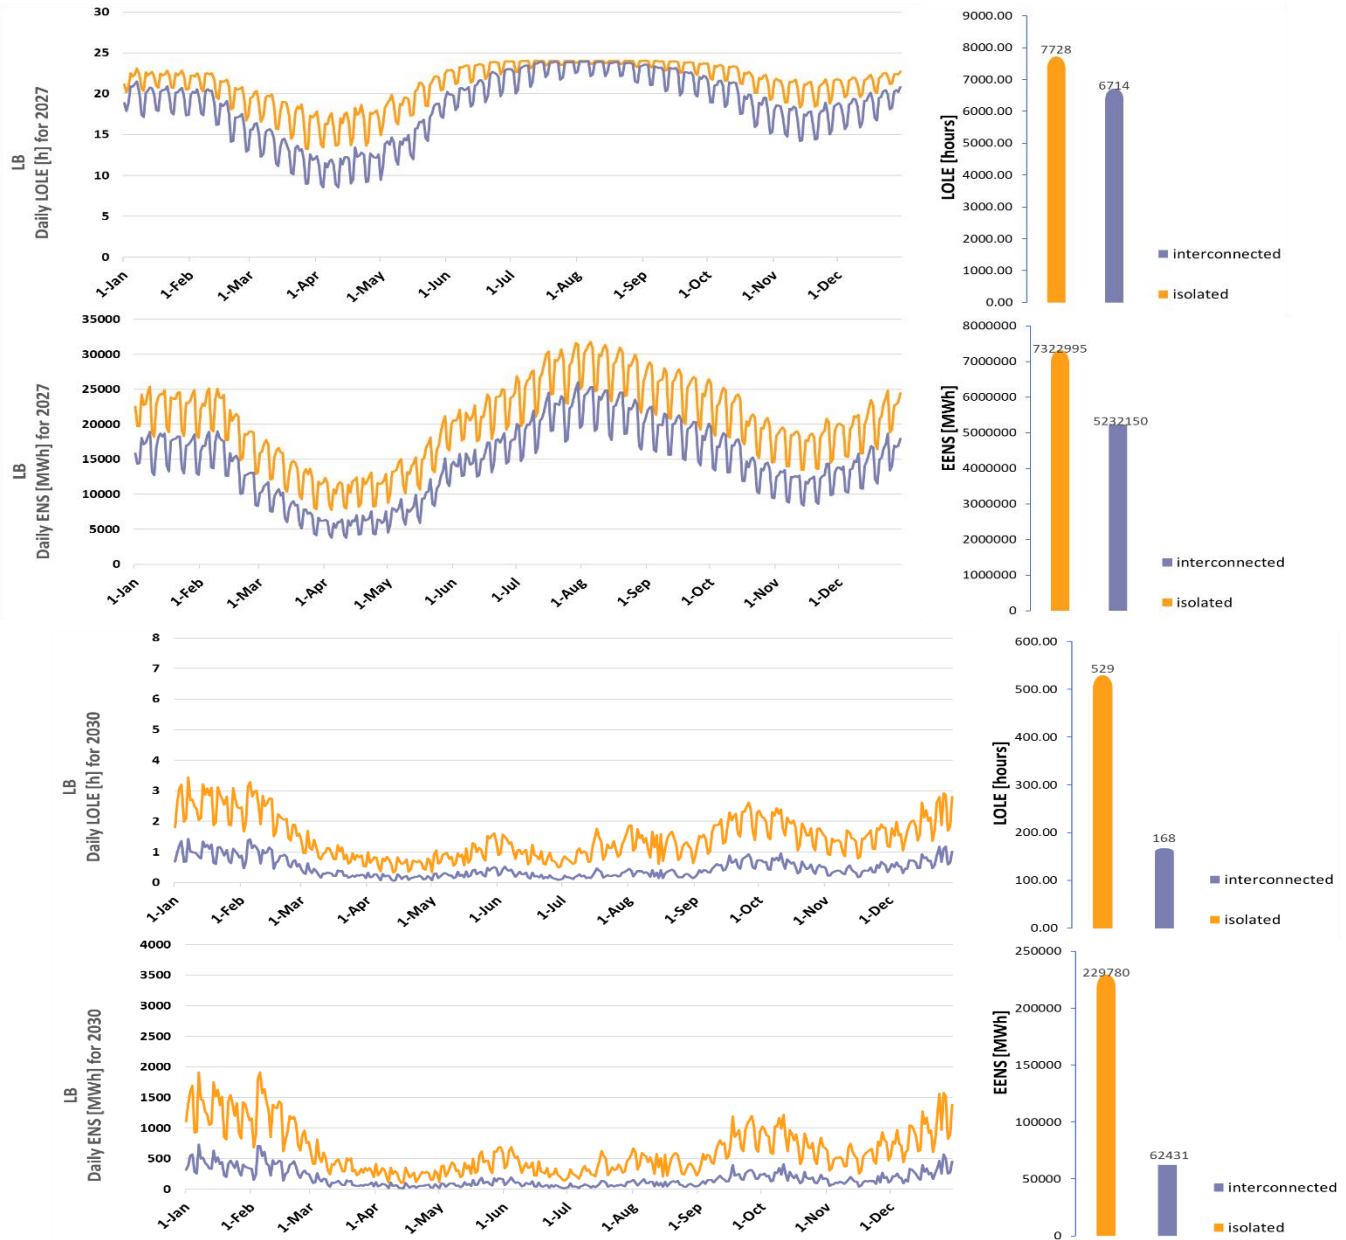 LB
Daily LOLE [h] for 2027
30
25
20
15
10
5
0
1-Jan
1-Feb
1-Mar
1-Apr
1-May
1-Jun
1-Jul
1-Aug
1-Sep
1-Oct
1-Nov
1-Dec
LOLE [hours]
9000.00
8000.00
7000.00
6000.00
5000.00
4000.00
3000.00
2000.00
1000.00
0.00
7728
6714
interconnected
isolated
LB
Daily ENS [MWh] for 2027
35000
30000
25000
20000
15000
10000
5000
0
1-Jan
1-Feb
1-Mar
1-Apr
1-May
1-Jun
1-Jul
1-Aug
1-Sep
1-Oct
1-Nov
1-Dec
EENS [MWh]
8000000
7000000
6000000
5000000
4000000
3000000
2000000
1000000
0
7322995
5232150
interconnected
isolated
LB
Daily LOLE [h] for 2030
8
7
6
5
4
3
2
1
0
1-Jan
1-Feb
1-Mar
1-Apr
1-May
1-Jun
1-Jul
1-Aug
1-Sep
1-Oct
1-Nov
1-Dec
LOLE [hours]
600.00
500.00
400.00
300.00
200.00
100.00
0.00
529
168
interconnected
isolated
LB
Daily ENS [MWh] for 2030
4000
3500
3000
2500
2000
1500
1000
500
0
1-Jan
1-Feb
1-Mar
1-Apr
1-May
1-Jun
1-Jul
1-Aug
1-Sep
1-Oct
1-Nov
1-Dec
EENS [MWh]
250000
200000
150000
100000
50000
0
229780
62431
interconnected
isolated